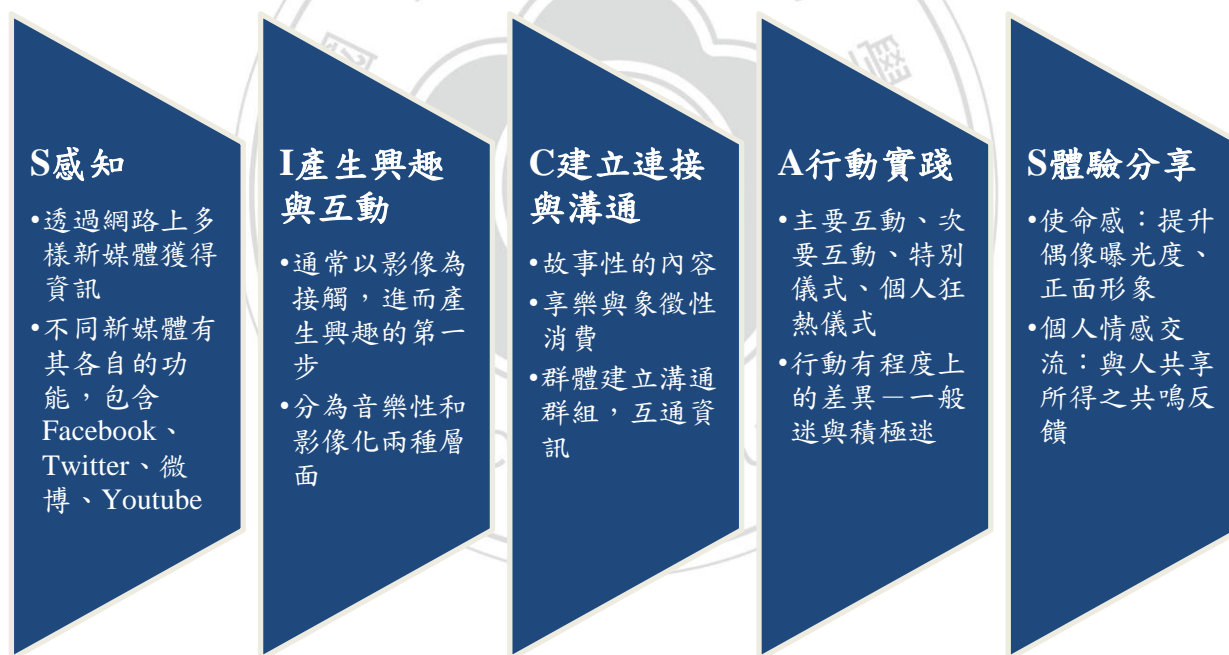 S感知
•透過網路上多
樣新媒體獲得
資訊
•不同新媒體有
其各自的功
能，包含
Facebook、
Twitter、微
博、Youtube
I產生興趣
與互動
•通常以影像為
接觸，進而產
生興趣的第一
步
•分為音樂性和
影像化兩種層
面
C建立連接
與溝通
•故事性的內容
•享樂與象徵性
消費
•群體建立溝通
群組，互通資
訊
A行動實踐
•主要互動、次
要互動、特別
儀式、個人狂
熱儀式
•行動有程度上
的差異－一般
迷與積極迷
S體驗分享
•使命感：提升
偶像曝光度、
正面形象
•個人情感交
流：與人共享
所得之共鳴反
饋